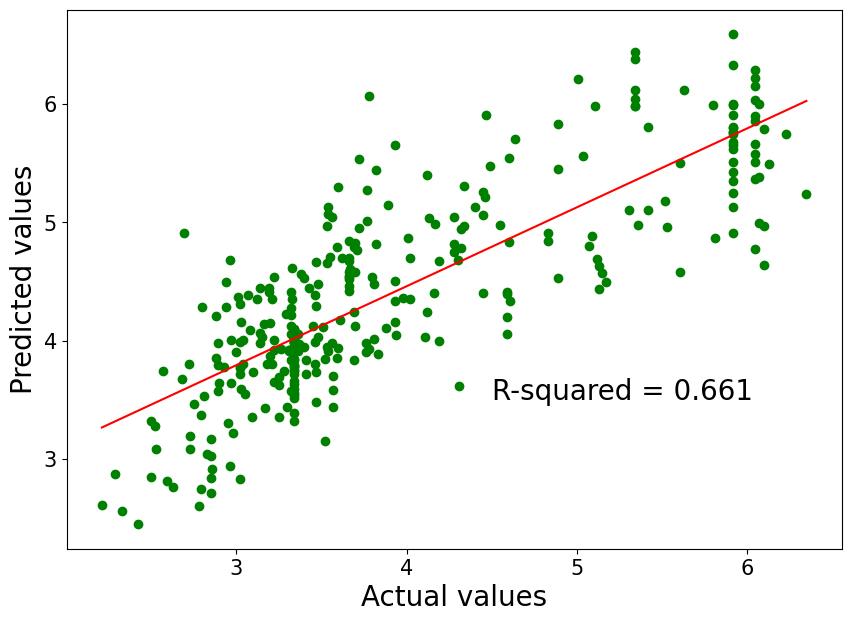 Predicted values
6
5
4
3
R-squared = 0.661
3 4 5 6
Actual values